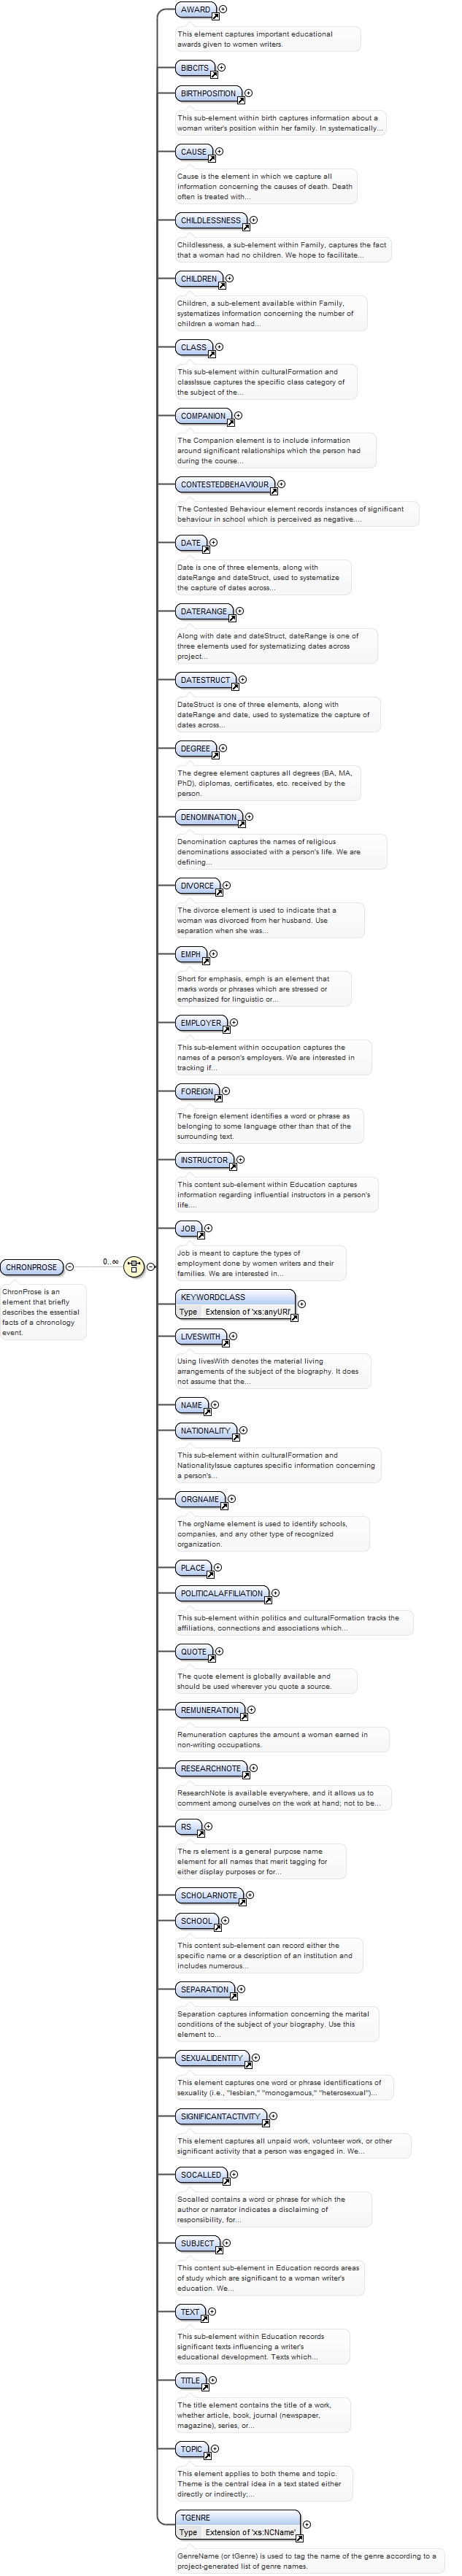 AWARD
This element captures important educational
awards given to women writers.
BIBCITS
BIRTHPOSITION
This sub-element within birth captures information about a
woman writer's position within her family. In systematically...
CAUSE
Cause is the element in which we capture all
information concerning the causes of death. Death
often is treated with...
CHILDLESSNESS
Childlessness, a sub-element within Family, captures the fact
that a woman had no children. We hope to facilitate...
CHILDREN
Children, a sub-element available within Family,
systematizes information concerning the number of
children a woman had...
CLASS
This sub-element within culturalFormation and
classIssue captures the specific class category of
the subject of the...
COMPANION
The Companion element is to include information
around significant relationships which the person had
during the course...
CONTESTEDBEHAVIOUR
The Contested Behaviour element records instances of significant
behaviour in school which is perceived as negative....
DATE
Date is one of three elements, along with
dateRange and dateStruct, used to systematize
the capture of dates across...
DATERANGE
Along with date and dateStruct, dateRange is one of
three elements used for systematizing dates across
project...
DATESTRUCT
DateStruct is one of three elements, along with
dateRange and date, used to systematize the capture of
dates across...
DEGREE
The degree element captures all degrees (BA, MA,
PhD), diplomas, certificates, etc. received by the
person.
DENOMINATION
Denomination captures the names of religious
denominations associated with a person's life. We are
defining...
DIVORCE
The divorce element is used to indicate that a
woman was divorced from her husband. Use
separation when she was...
EMPH
Short for emphasis, emph is an element that
marks words or phrases which are stressed or
emphasized for linguistic or...
EMPLOYER
This sub-element within occupation captures the
names of a person's employers. We are interested in
tracking if...
FOREIGN
The foreign element identifies a word or phrase as
belonging to some language other than that of the
surrounding text.
INSTRUCTOR
This content sub-element within Education captures
information regarding influential instructors in a person's
life....
JOB
Job is meant to capture the types of
employment done by women writers and their
families. We are interested in...
CHRONPROSE
0..∞
ChronProse is an
element that briefly
describes the essential
facts of a chronology
event.
KEYWORDCLASS
Type Extension of 'xs:anyURI'
LIVESWITH
Using livesWith denotes the material living
arrangements of the subject of the biography. It does
not assume that the...
NAME
NATIONALITY
This sub-element within culturalFormation and
NationalityIssue captures specific information concerning
a person's...
ORGNAME
The orgName element is used to identify schools,
companies, and any other type of recognized
organization.
PLACE
POLITICALAFFILIATION
This sub-element within politics and culturalFormation tracks the
affiliations, connections and associations which...
QUOTE
The quote element is globally available and
should be used wherever you quote a source.
REMUNERATION
Remuneration captures the amount a woman earned in
non-writing occupations.
RESEARCHNOTE
ResearchNote is available everywhere, and it allows us to
comment among ourselves on the work at hand; not to be...
RS
The rs element is a general purpose name
element for all names that merit tagging for
either display purposes or for...
SCHOLARNOTE
SCHOOL
This content sub-element can record either the
specific name or a description of an institution and
includes numerous...
SEPARATION
Separation captures information concerning the marital
conditions of the subject of your biography. Use this
element to...
SEXUALIDENTITY
This element captures one word or phrase identifications of
sexuality (i.e., "lesbian," "monogamous," "heterosexual")...
SIGNIFICANTACTIVITY
This element captures all unpaid work, volunteer work, or other
significant activity that a person was engaged in. We...
SOCALLED
Socalled contains a word or phrase for which the
author or narrator indicates a disclaiming of
responsibility, for...
SUBJECT
This content sub-element in Education records areas
of study which are significant to a woman writer's
education. We...
TEXT
This sub-element within Education records
significant texts influencing a writer's
educational development. Texts which...
TITLE
The title element contains the title of a work,
whether article, book, journal (newspaper,
magazine), series, or...
TOPIC
This element applies to both theme and topic.
Theme is the central idea in a text stated either
directly or indirectly;...
TGENRE
Type Extension of 'xs:NCName'
GenreName (or tGenre) is used to tag the name of the genre according to a
project-generated list of genre names.